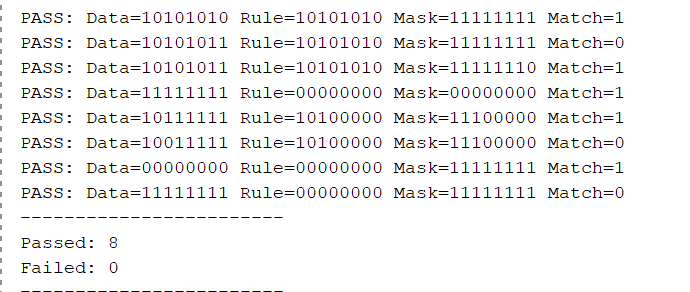 PASS: Data=10101010 Rule=10101010 Mask=11111111 Match=1
PASS: Data=10101011 Rule=10101010 Mask=11111111 Match=0
PASS: Data=10101011 Rule=10101010 Mask=11111110 Match=1
PASS: Data=11111111 Rule=00000000 Mask=00000000 Match=1
PASS: Data=10111111 Rule=10100000 Mask=11100000 Match=1
PASS: Data=10011111 Rule=10100000 Mask=11100000 Match=0
PASS: Data=00000000 Rule=00000000 Mask=11111111 Match=1
PASS: Data=11111111 Rule=00000000 Mask=11111111 Match=0
------------------------
Passed: 8
Failed: 0
------------------------